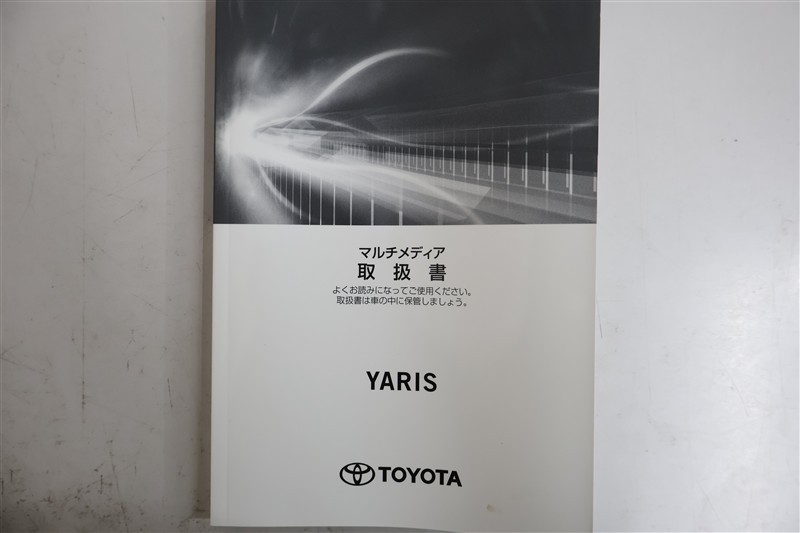 マルチメディア
取扱書
よくお読みになってご使用ください。
取扱書は車の中に保管しましょう。
YARIS
TOYOTA